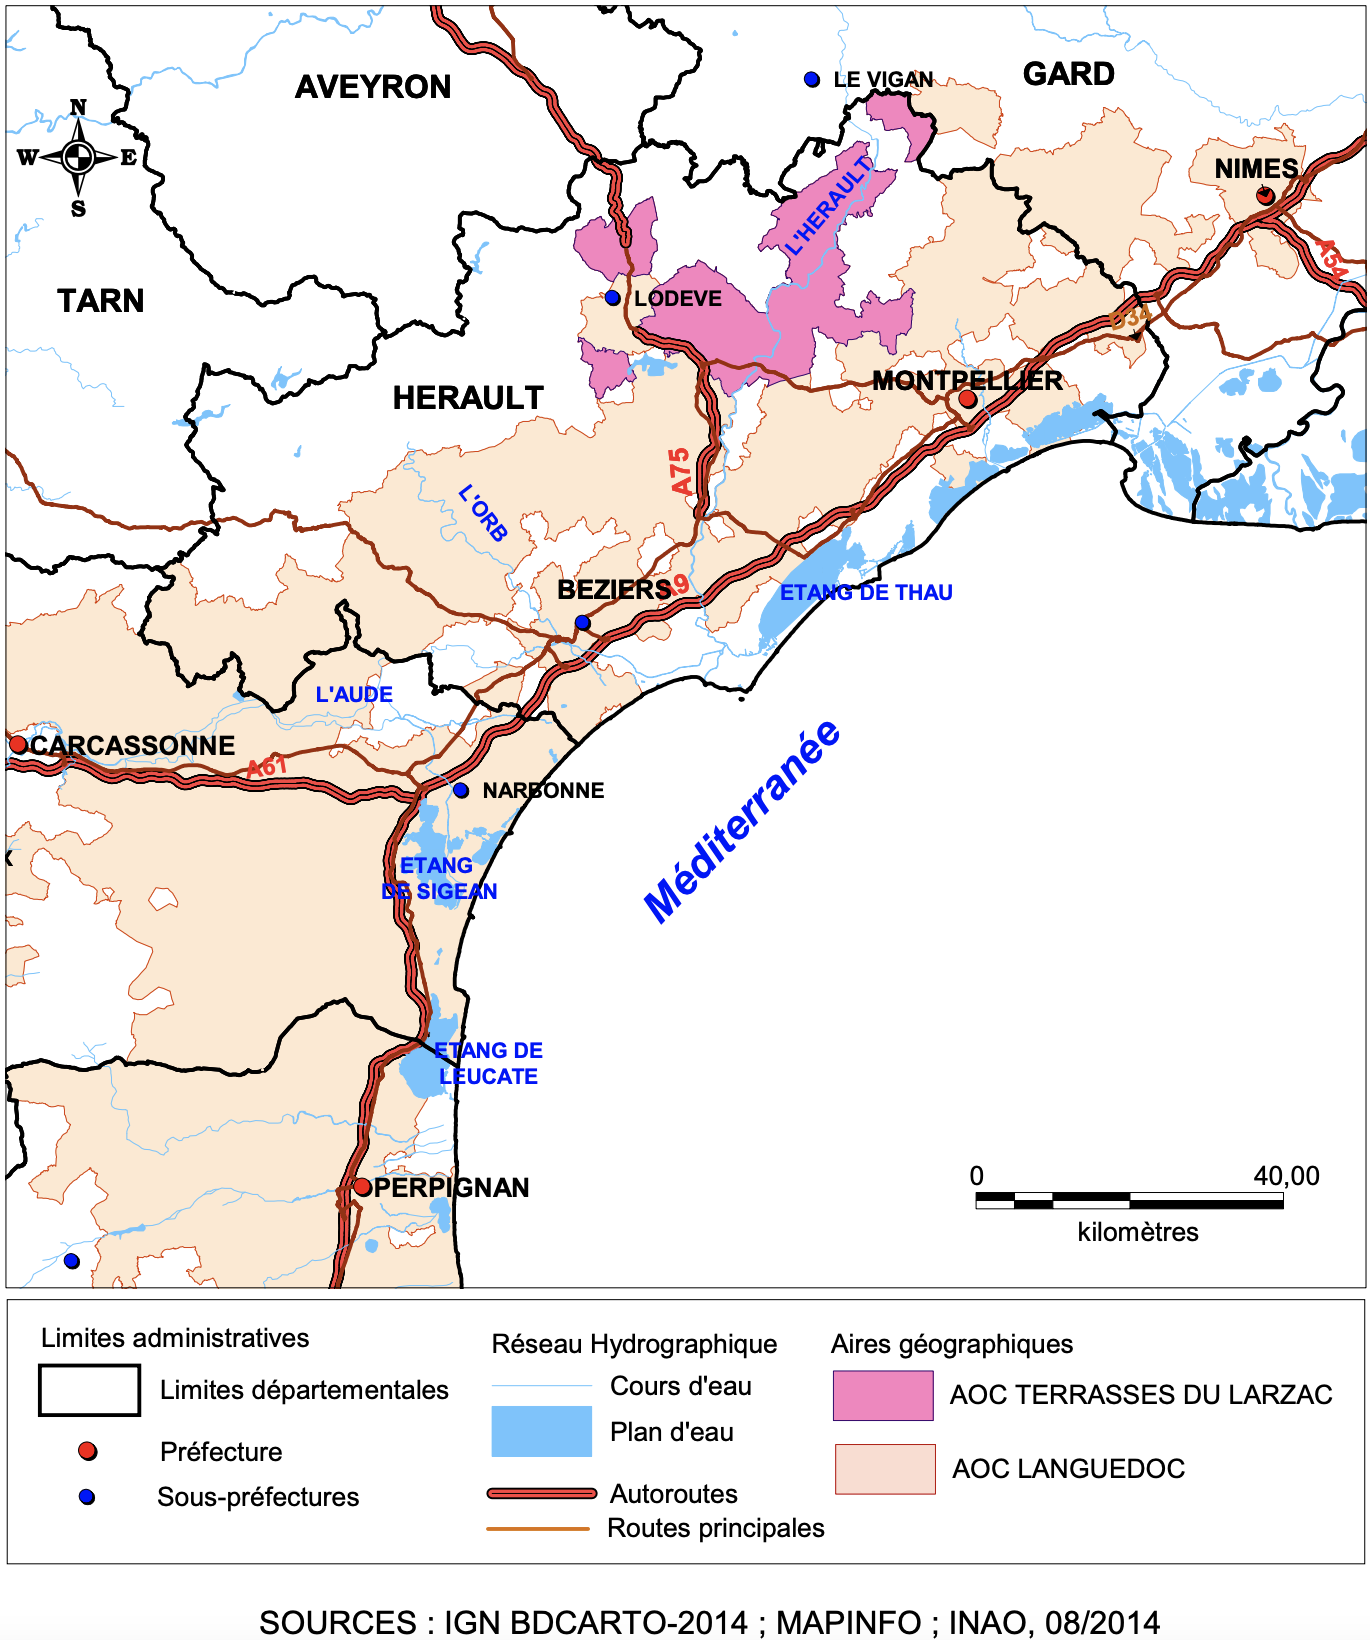 AVEYRON
LE VIGAN
GARD
N
W E
S
NIMES
L'HERAULT
A54
TARN
LODEVE
D34
HERAULT
MONTPELLIER
A75
L'ORB
BEZIERS
A9
ETANG DE THAU
L'AUDE
CARCASSONNE
A61
NARBONNE
Méditerranée
ETANG
DE SIGEAN
ETANG DE
LEUCATE
PERPIGNAN
0 40,00
kilomètres
Limites administratives
Limites départementales
Préfecture
Sous-préfectures
Réseau Hydrographique
Cours d'eau
Plan d'eau
Autoroutes
Routes principales
Aires géographiques
AOC TERRASSES DU LARZAC
AOC LANGUEDOC
SOURCES : IGN BDCARTO-2014 ; MAPINFO ; INAO, 08/2014